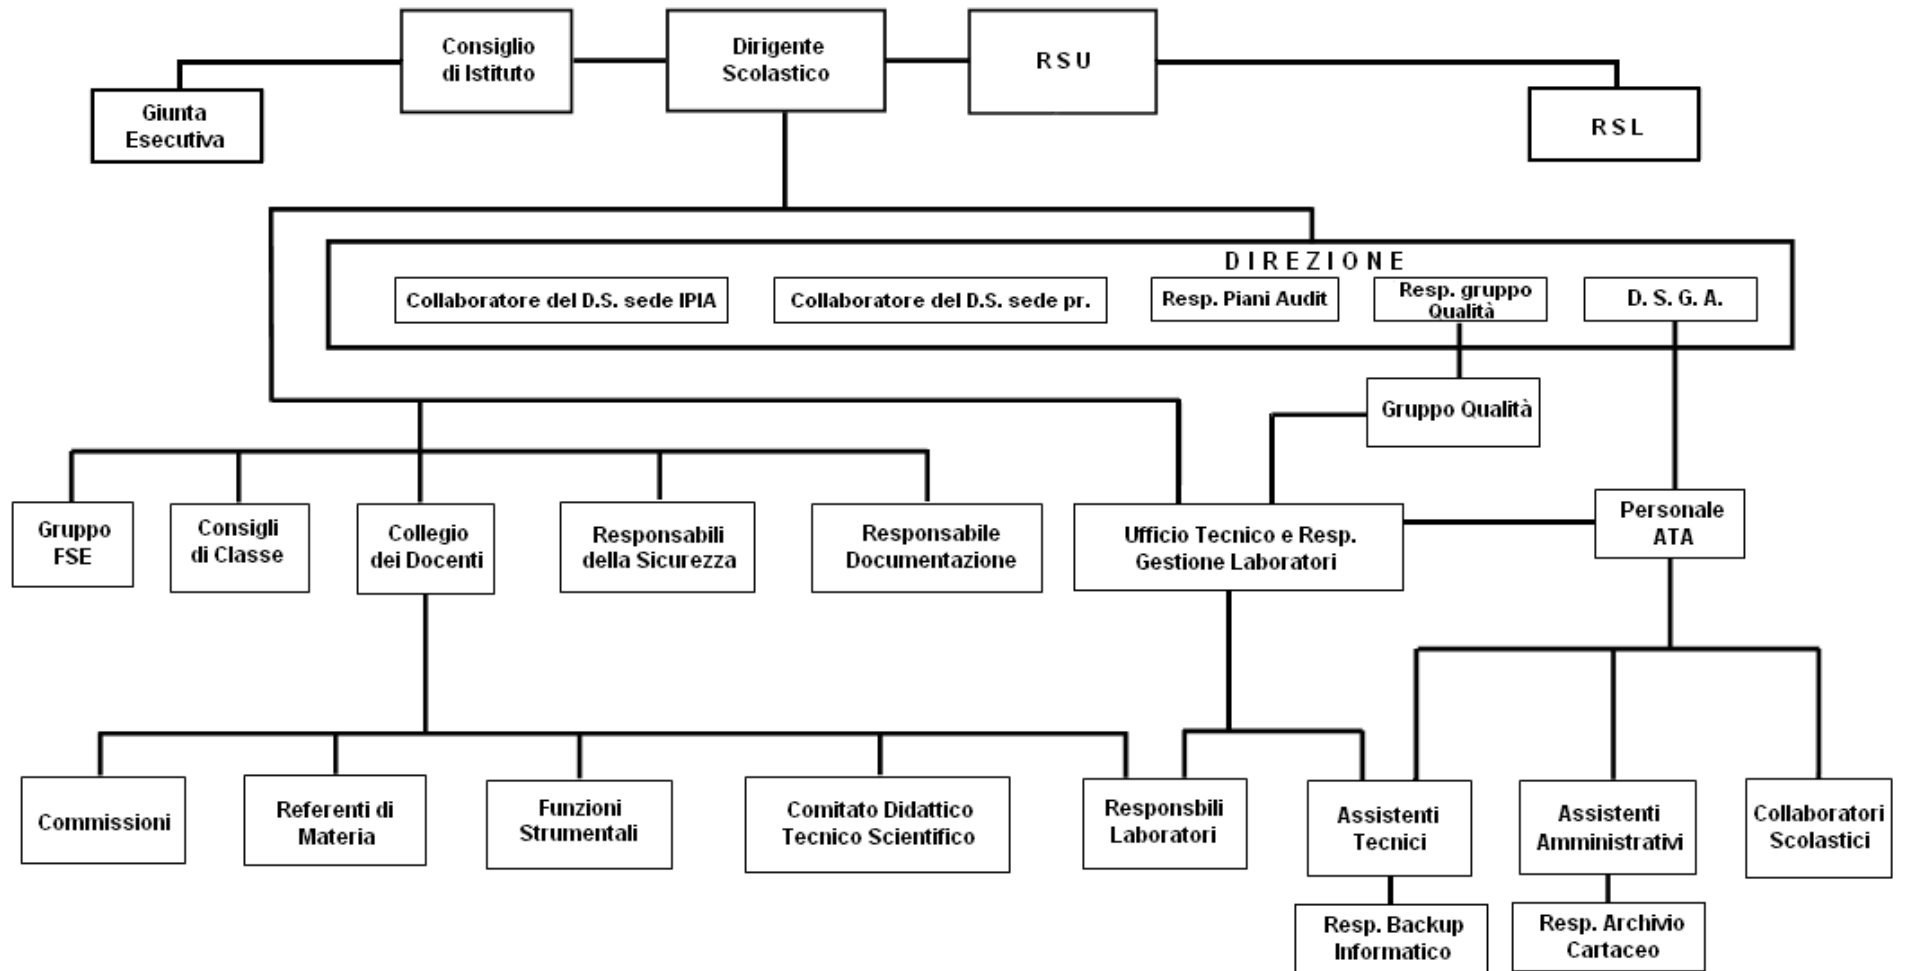 Consiglio
di Istituto
Dirigente
Scolastico
R S U
Giunta
Esecutiva
R S L
D I R E Z I O N E
Collaboratore del D.S. sede IPIA
Collaboratore del D.S. sede pr.
Resp. Piani Audit
Resp. gruppo
Qualità
D. S. G. A.
Gruppo Qualità
Gruppo
FSE
Consigli
di Classe
Collegio
dei Docenti
Responsabili
della Sicurezza
Responsabile
Documentazione
Ufficio Tecnico e Resp.
Gestione Laboratori
Personale
ATA
Commissioni
Referenti di
Materia
Funzioni
Strumentali
Comitato Didattico
Tecnico Scientifico
Responsbili
Laboratori
Assistenti
Tecnici
Assistenti
Amministrativi
Collaboratori
Scolastici
Resp. Backup
Informatico
Resp. Archivio
Cartaceo